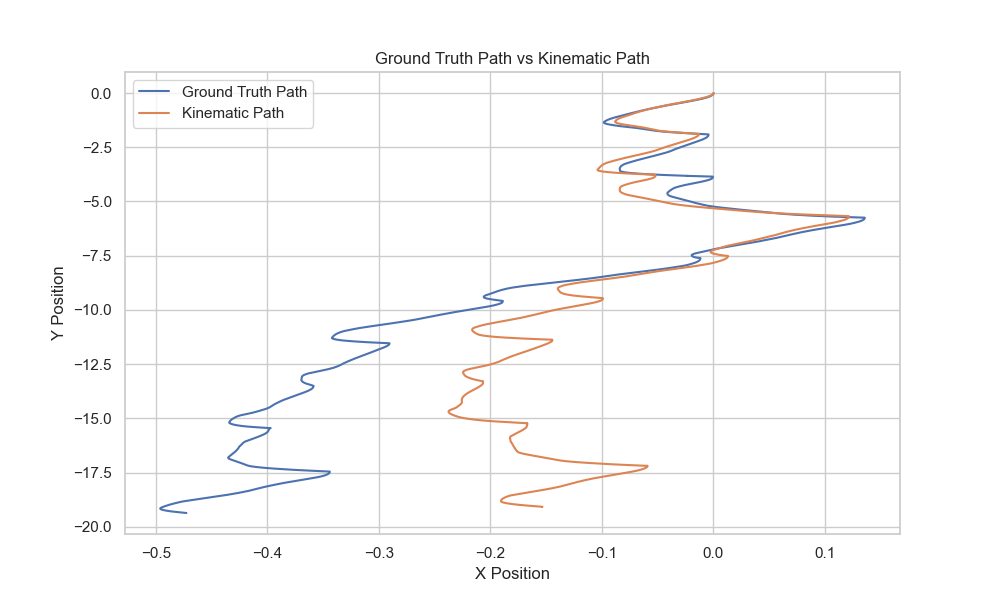 Ground Truth Path vs Kinematic Path
Ground Truth Path
Kinematic Path
Y Position
0.0
−2.5
−5.0
−7.5
−10.0
−12.5
−15.0
−17.5
−20.0
−0.5 −0.4 −0.3 −0.2 −0.1 0.0 0.1
X Position